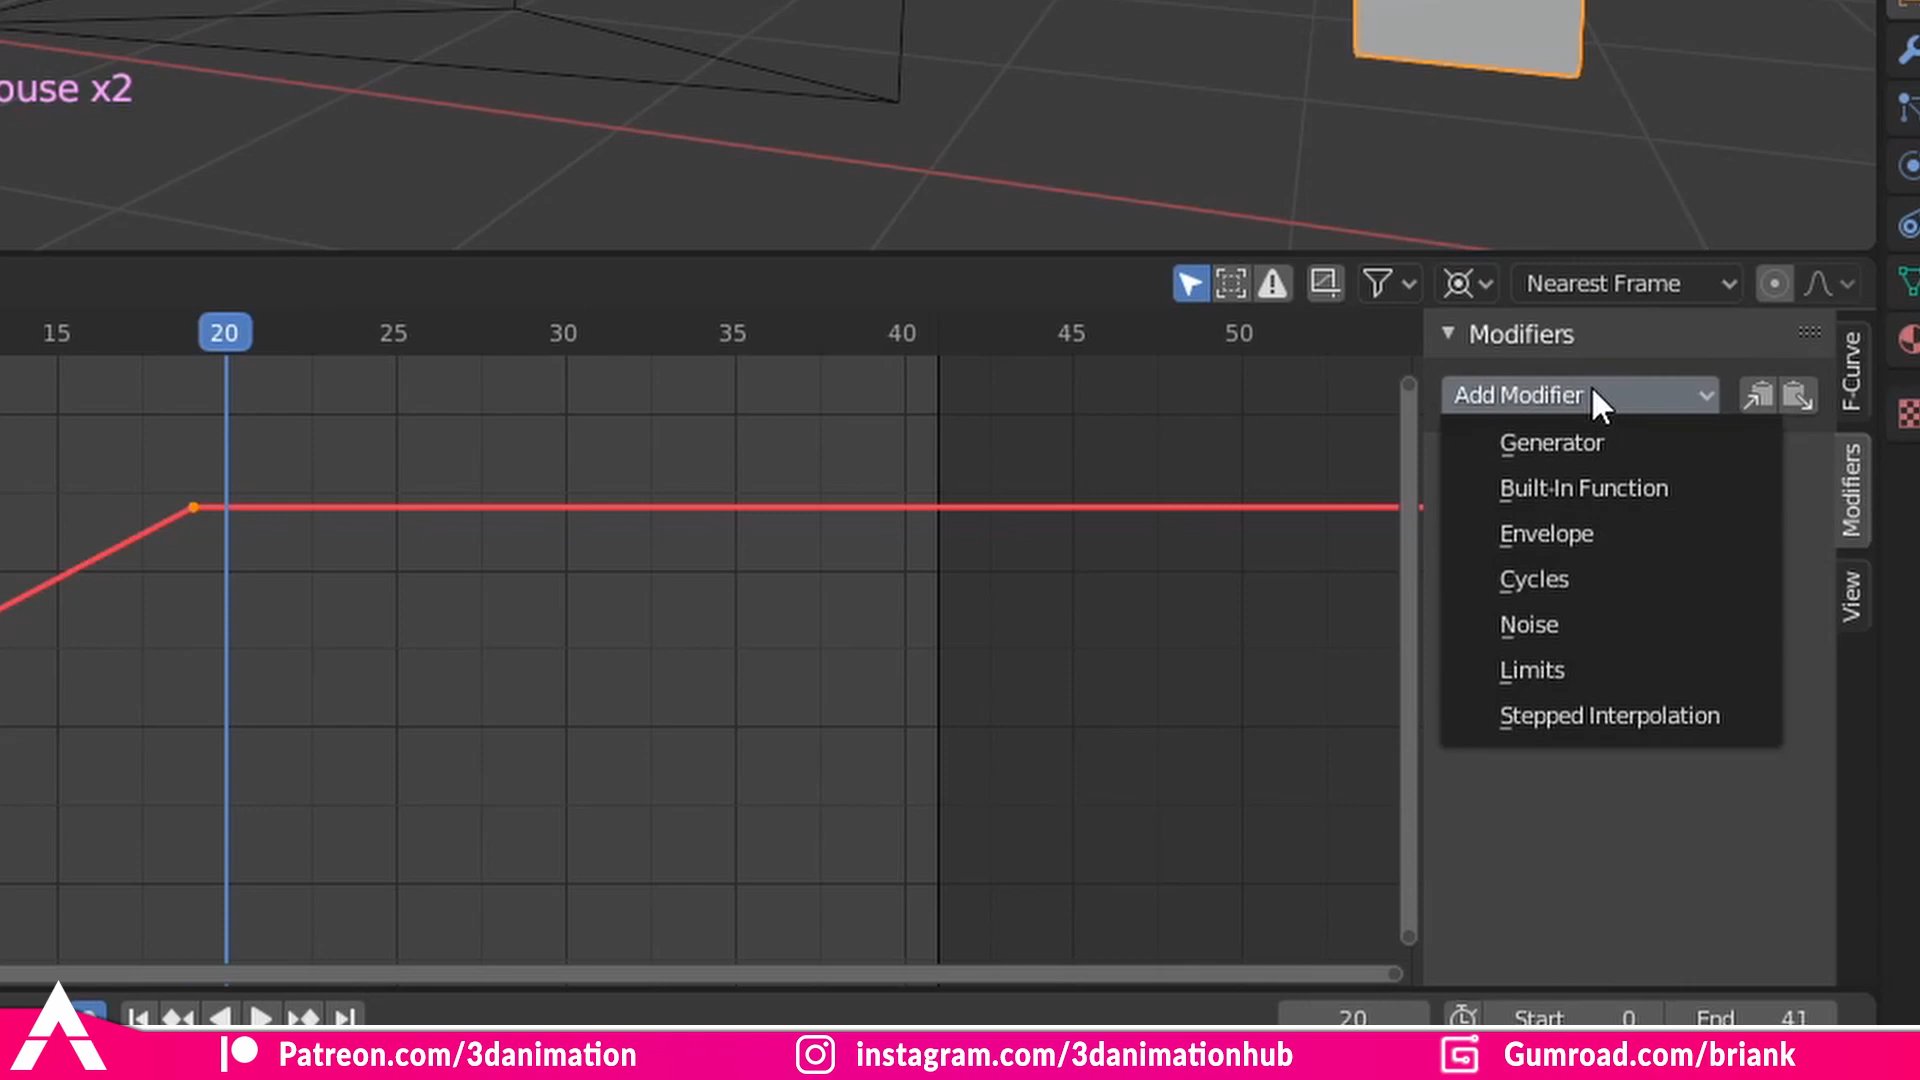 ouse x2
Nearest Frame
15 20 25 30 35 40 45 50
Modifiers
Add Modifier
Generator
Built-In Function
Envelope
Cycles
Noise
Limits
Stepped Interpolation
F-Curve
Modifiers
View
20
Start 0
End 41
Patreon.com/3danimation
instagram.com/3danimationhub
Gumroad.com/briank